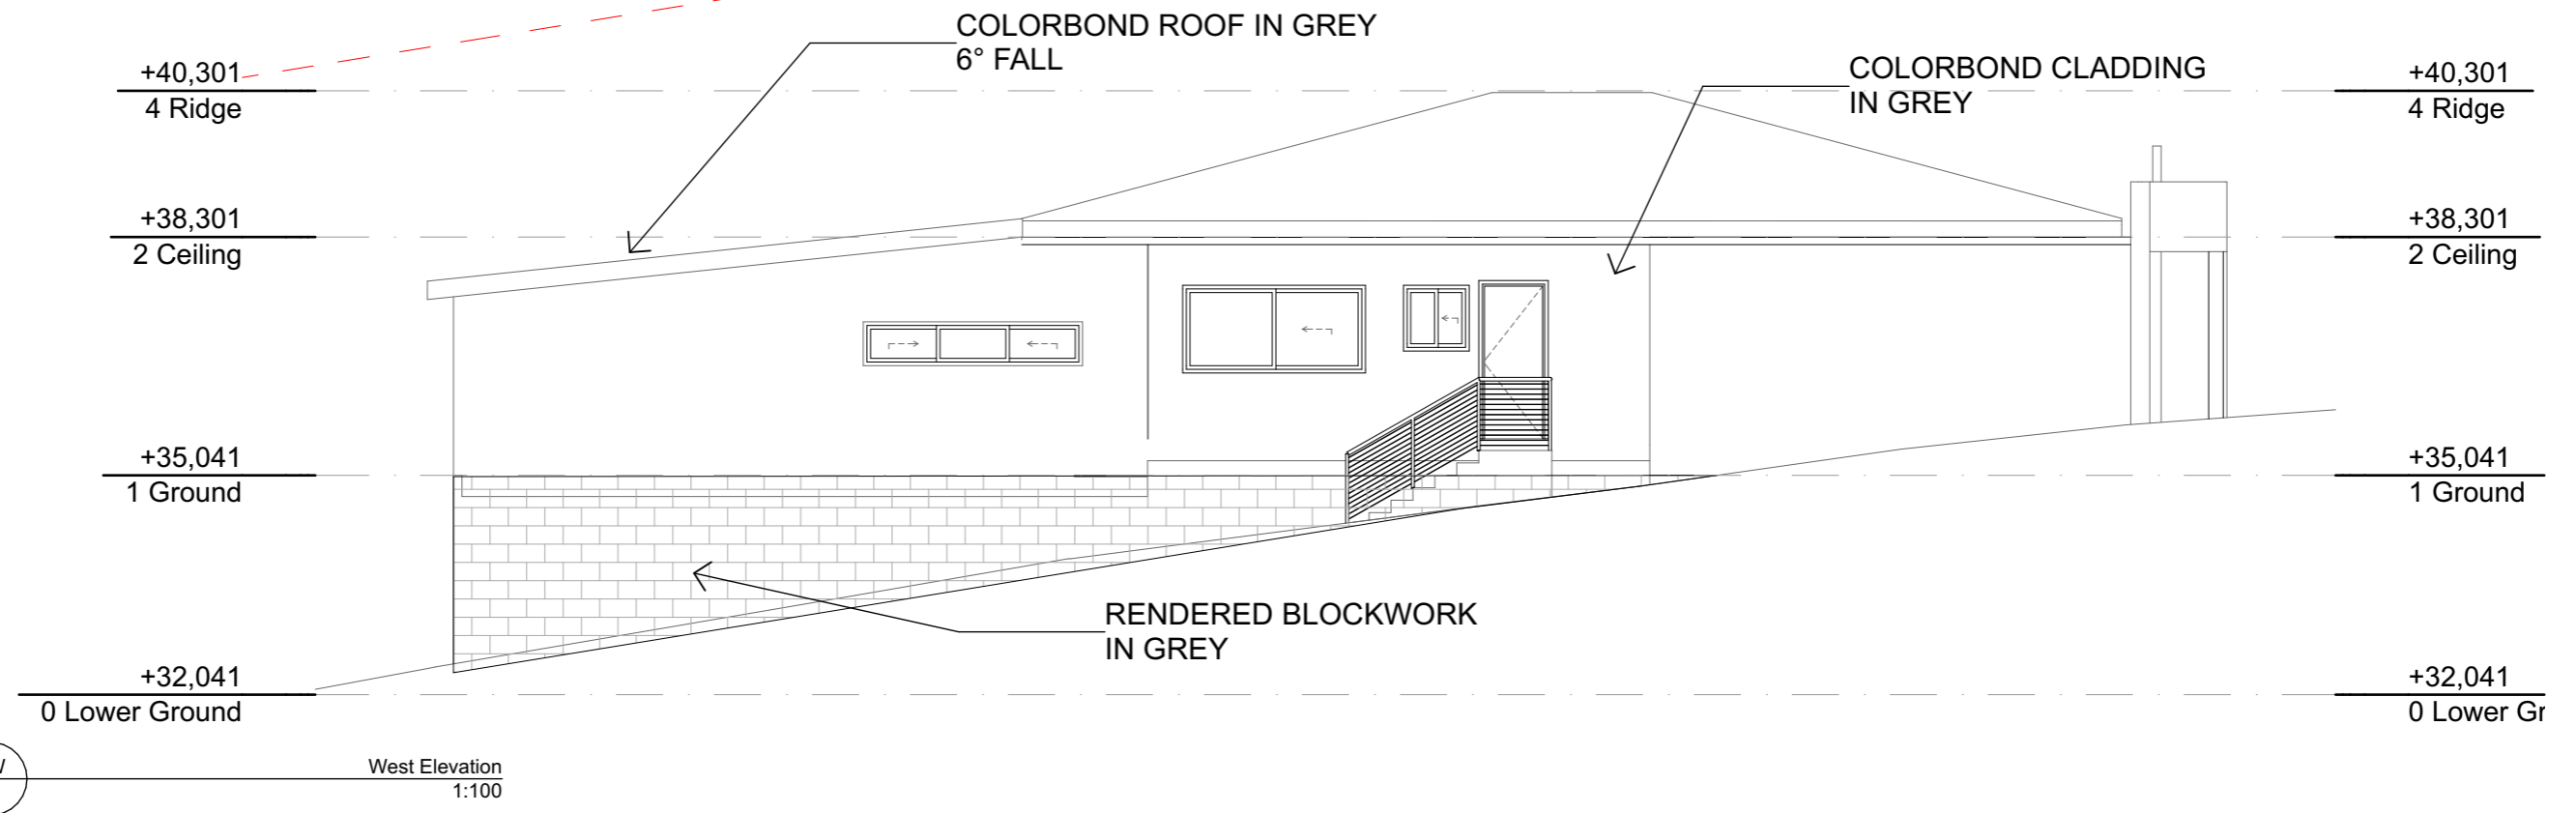 COLORBOND ROOF IN GREY
6° FALL
COLORBOND CLADDING
IN GREY
+40,301
4 Ridge
+40,301
4 Ridge
+38,301
2 Ceiling
+38,301
2 Ceiling
+35,041
1 Ground
+35,041
1 Ground
RENDERED BLOCKWORK
IN GREY
+32,041
0 Lower Ground
+32,041
0 Lower Gr
West Elevation
1:100